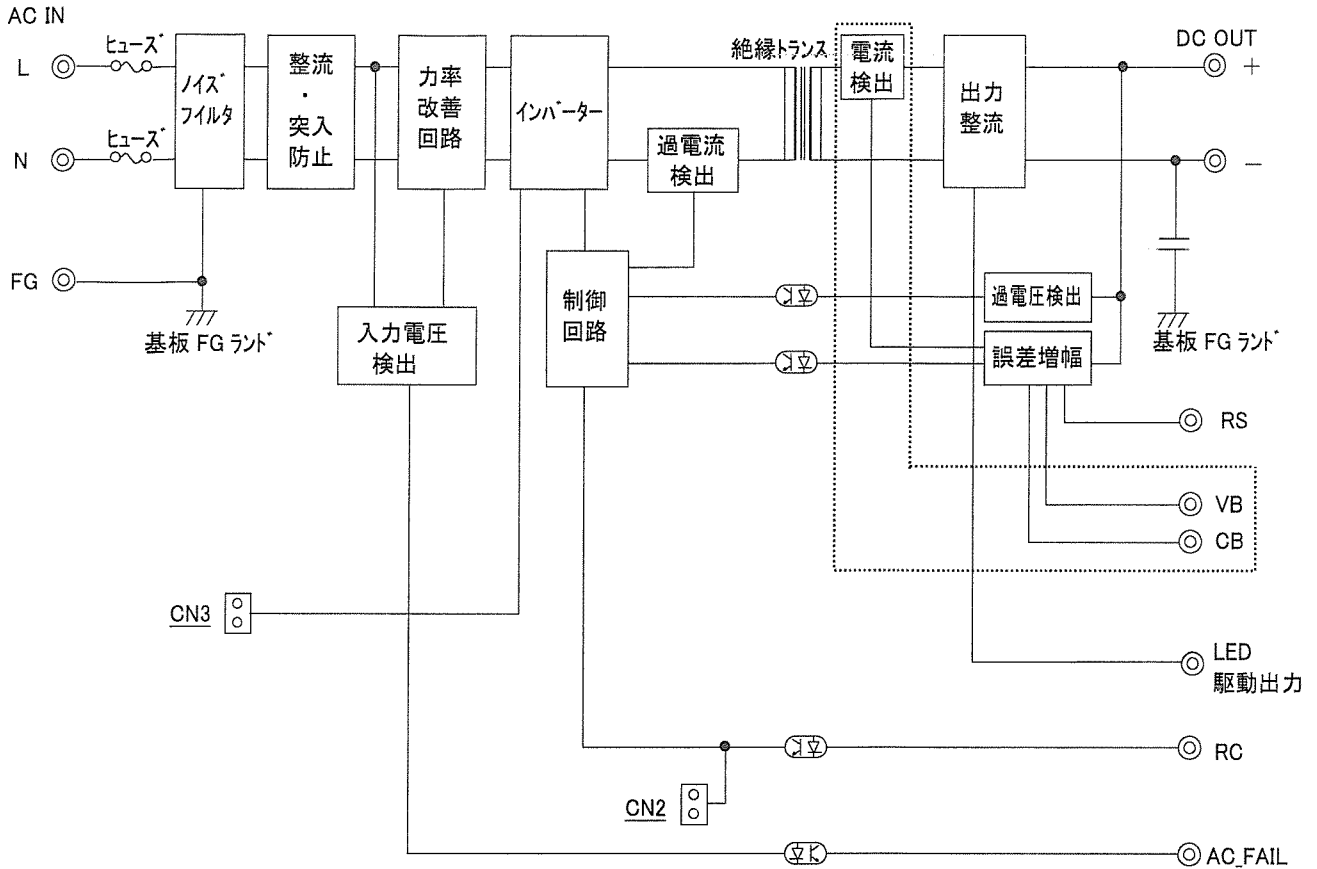 AC IN
L
ヒューズ
N
ヒューズ
FG
ノイズ
フィルタ
基板 FG ランド
整流
・
突入
防止
力率
改善
回路
インバーター
過電流
検出
絶縁トランス
電流
検出
出力
整流
DC OUT
+
−
基板 FG ランド
入力電圧
検出
制御
回路
過電圧検出
誤差増幅
RS
VB
CB
CN3
LED
駆動出力
RC
CN2
AC_FAIL